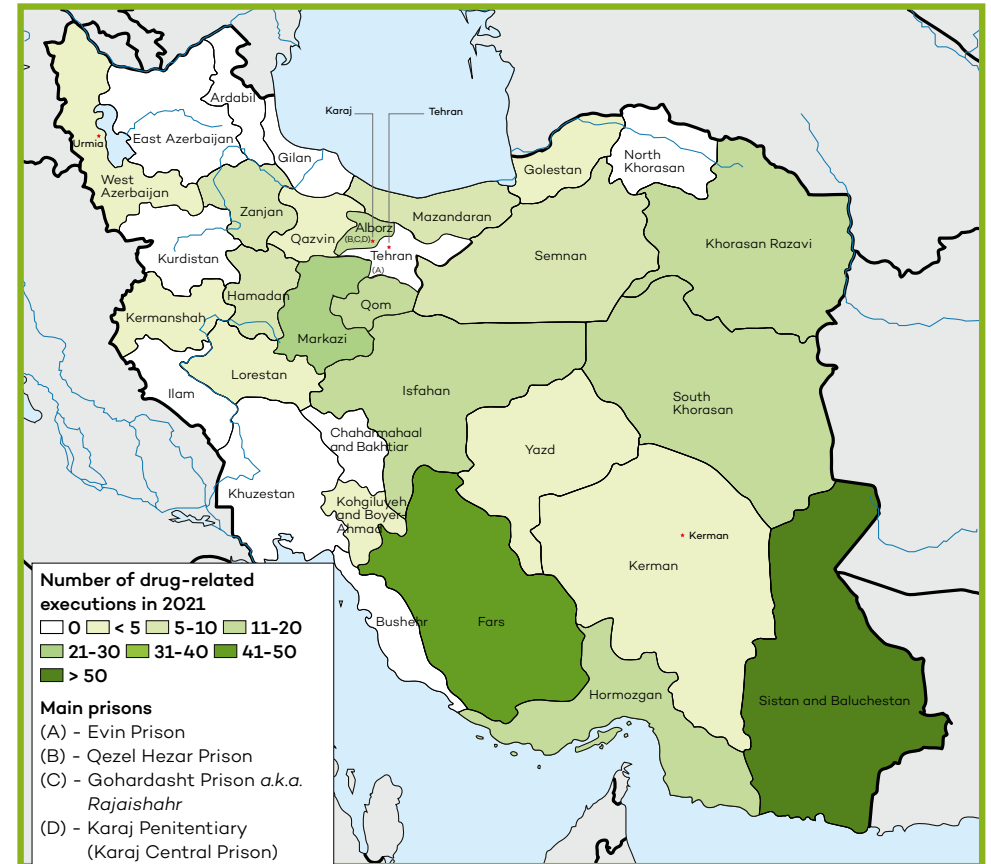 Ardabil
Karaj
Tehran
East Azerbaijan
Urmia
Gilan
North
Khorasan
Golestan
West
Azerbaijan
Zanjan
Mazandaran
Alborz
(B,C,D)
Qazvin
Khorasan Razavi
Tehran
(A)
Semnan
Kurdistan
Hamadan
Qom
Kermanshah
Markazi
Lorestan
Isfahan
Ilam
South
Khorasan
Chaharmahaal
and Bakhtiar
Yazd
Khuzestan
Kohgiluyeh
and Boyer-
Ahmad
Kerman
Kerman
Bushehr
Fars
Hormozgan
Sistan and Baluchestan
Number of drug-related
executions in 2021
0 < 5 5-10 11-20
21-30 31-40 41-50
> 50
Main prisons
(A) - Evin Prison
(B) - Qezel Hezar Prison
(C) - Gohardasht Prison a.k.a.
Rajaishahr
(D) - Karaj Penitentiary
(Karaj Central Prison)